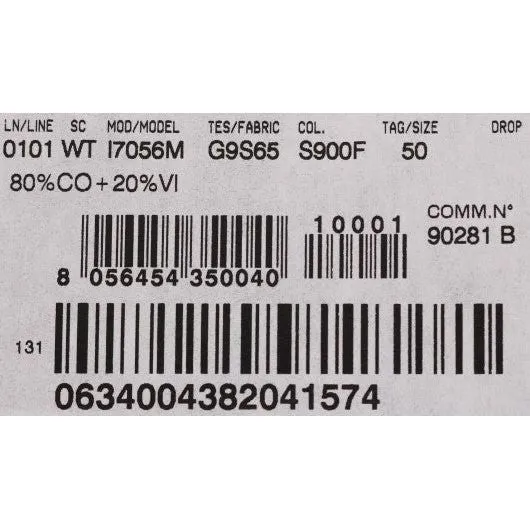 LN/LINE SC MOD/MODEL TES/FABRIC COL. TAG/SIZE DROP
0101 WT I7056M G9S65 S900F 50
80%CO+20%VI
10001
COMM.N°
90281 B
8 056454 350040
131
0634004382041574